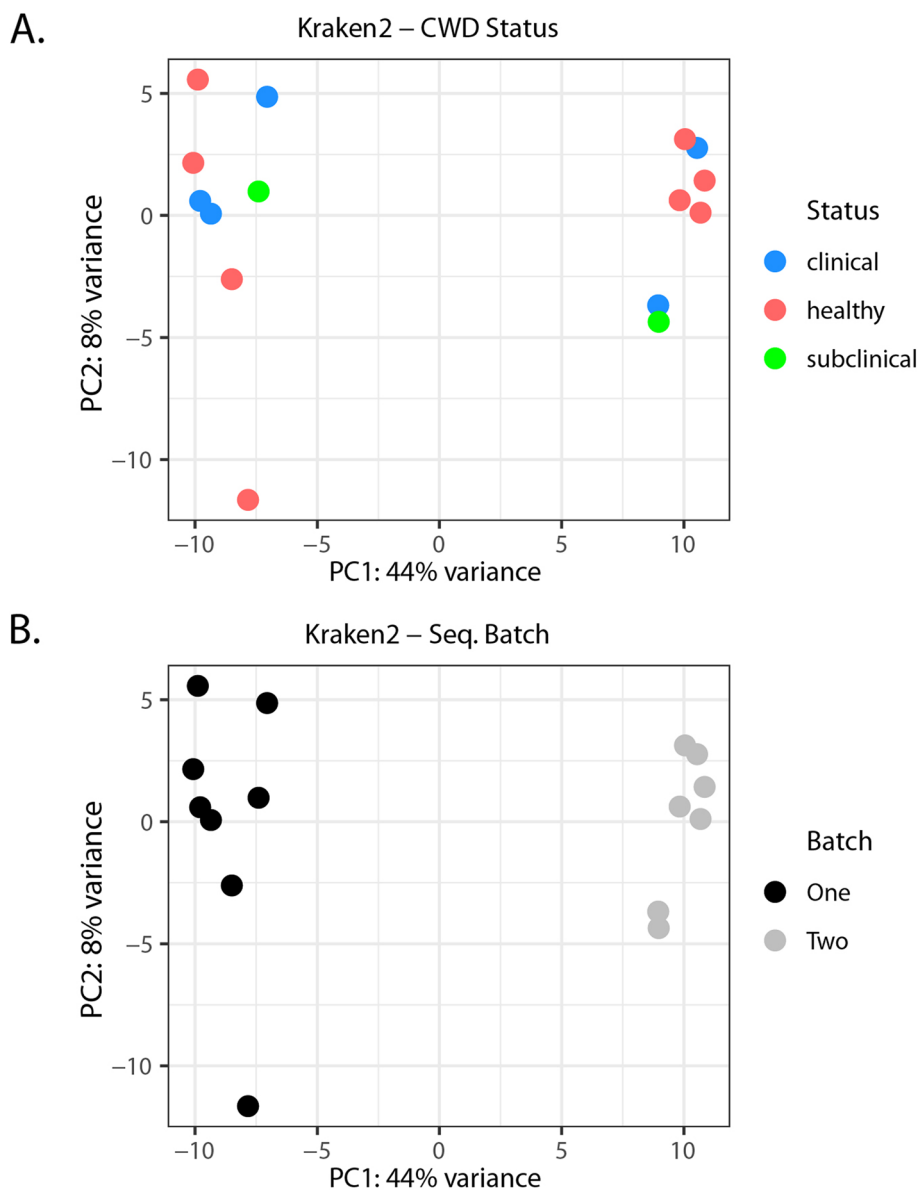 A.
Kraken2 – CWD Status
5
0
−5
−10
PC2: 8% variance
−10 −5 0 5 10
PC1: 44% variance
Status
clinical
healthy
subclinical
B.
Kraken2 – Seq. Batch
5
0
−5
−10
PC2: 8% variance
−10 −5 0 5 10
PC1: 44% variance
Batch
One
Two